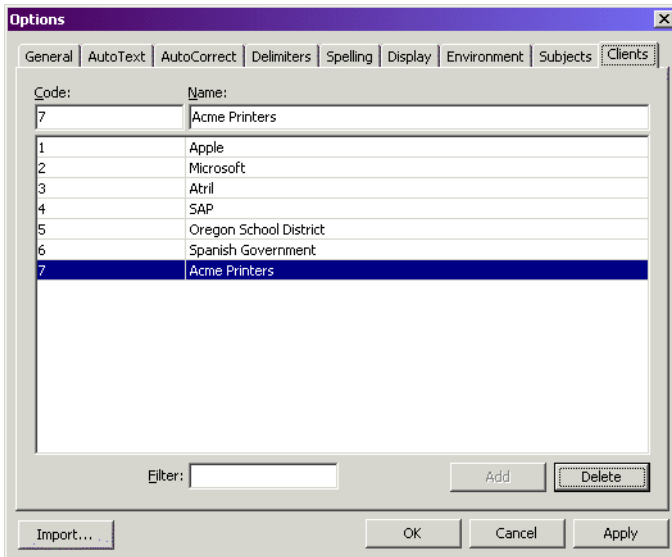 Options
General AutoText AutoCorrect Delimiters Spelling Display Environment Subjects Clients
Code: Name:
7 Acme Printers
1 Apple
2 Microsoft
3 Atril
4 SAP
5 Oregon School District
6 Spanish Government
7 Acme Printers
Filter: Add Delete
Import... OK Cancel Apply